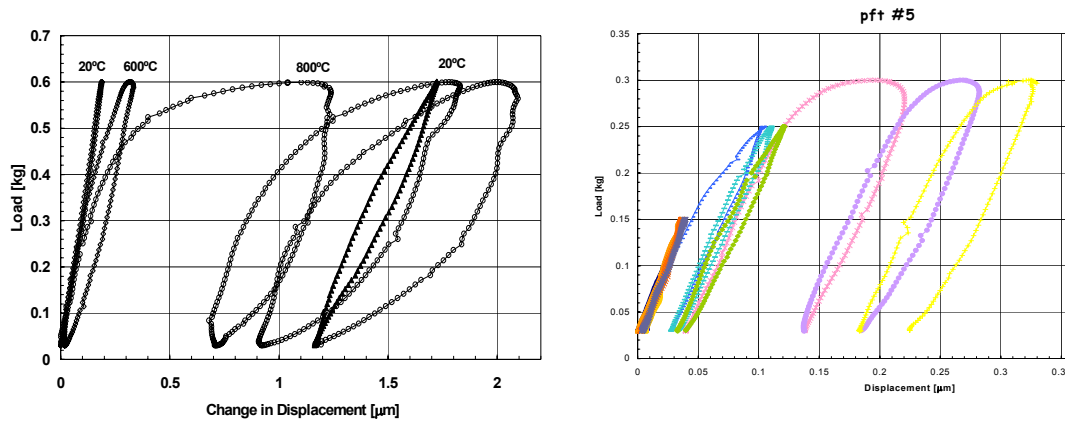 0.7
0.6
0.5
0.4
0.3
0.2
0.1
0
Load [kg]
20ºC 600ºC 800ºC 20ºC
0 0.5 1 1.5 2
Change in Displacement [μm]
pft #5
0.35
0.3
0.25
0.2
0.15
0.1
0.05
0
Load [kg]
0 0.05 0.1 0.15 0.2 0.25 0.3 0.3
Displacement [μm]